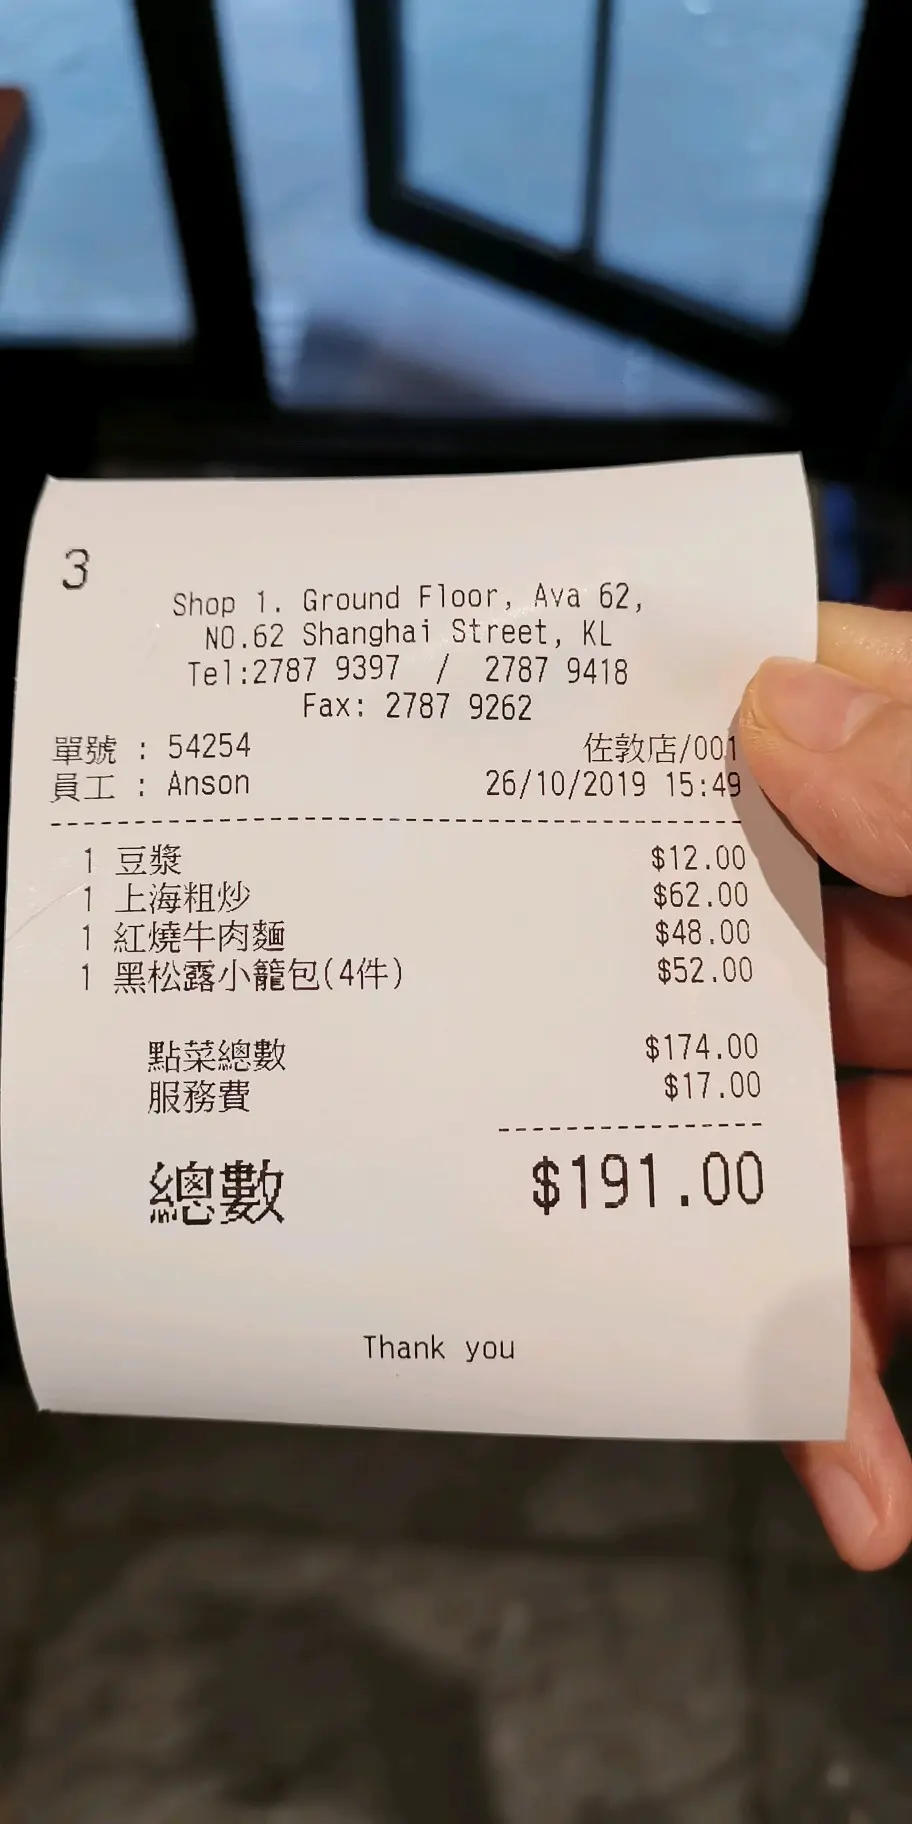 3
Shop 1. Ground Floor, Ava 62,
NO.62 Shanghai Street, KL
Tel:2787 9397 / 2787 9418
Fax: 2787 9262
單號 : 54254 佐敦店/001
員工 : Anson 26/10/2019 15:49
1 豆漿 $12.00
1 上海粗炒 $62.00
1 紅燒牛肉麵 $48.00
1 黑松露小籠包(4件) $52.00
點菜總數 $174.00
服務費 $17.00
總數 $191.00
Thank you